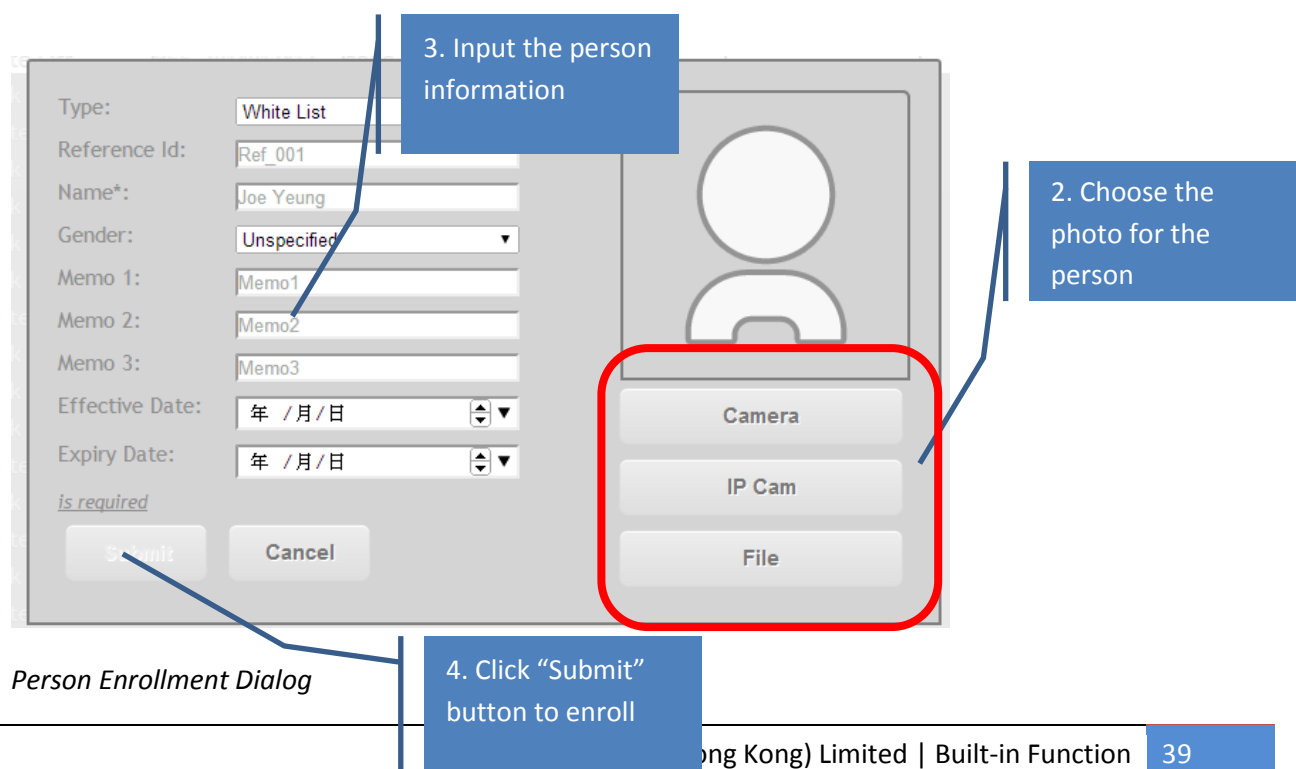 3. Input the person
information
Type:
White List
Reference Id:
Ref_001
Name*:
Joe Yeung
Gender:
Unspecified
Memo 1:
Memo1
Memo 2:
Memo2
Memo 3:
Memo3
Effective Date:
年 /月/日
Expiry Date:
年 /月/日
is required
Submit
Cancel
2. Choose the
photo for the
person
Camera
IP Cam
File
4. Click “Submit”
button to enroll
Person Enrollment Dialog
Kong) Limited | Built-in Function 39